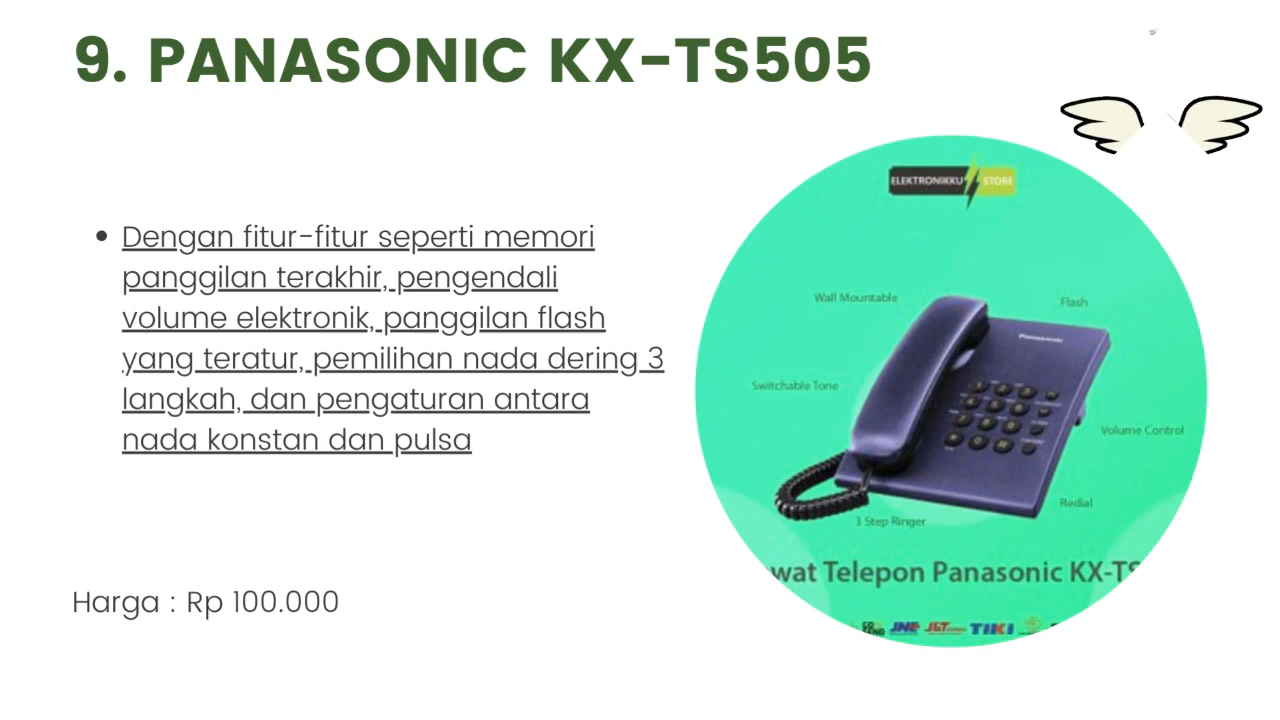 9. PANASONIC KX-TS505
Dengan fitur-fitur seperti memori
panggilan terakhir, pengendali
volume elektronik, panggilan flash
yang teratur, pemilihan nada dering 3
langkah, dan pengaturan antara
nada konstan dan pulsa
Harga : Rp 100.000
ELEKTRONIKKU STORE
Wall Mountable
Flash
Panasonic
Switchable Tone
Volume Control
Redial
3 Step Ringer
wat Telepon Panasonic KX-TS
JNE
J&T
TIKI